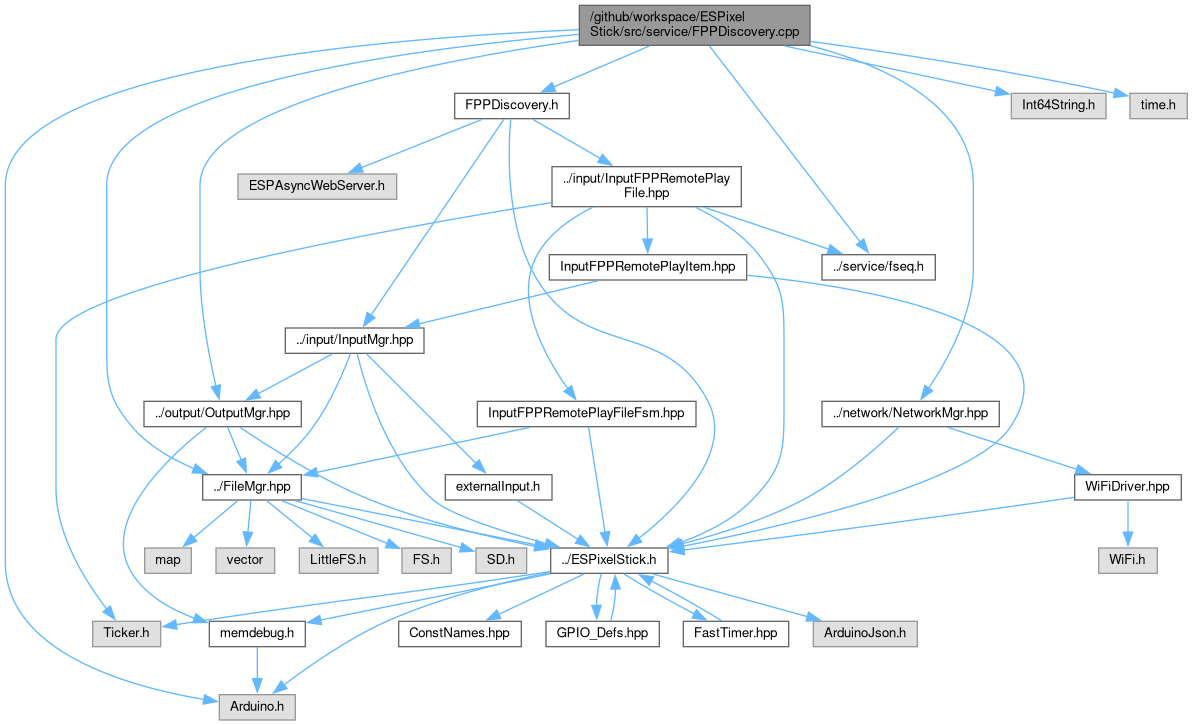 /github/workspace/ESPixel
Stick/src/service/FPPDiscovery.cpp
FPPDiscovery.h
Int64String.h
time.h
ESPAsyncWebServer.h
../input/InputFPPRemotePlay
File.hpp
InputFPPRemotePlayItem.hpp
../service/fseq.h
../input/InputMgr.hpp
../output/OutputMgr.hpp
InputFPPRemotePlayFileFsm.hpp
../network/NetworkMgr.hpp
../FileMgr.hpp
externalInput.h
WiFiDriver.hpp
map
vector
LittleFS.h
FS.h
SD.h
../ESPixelStick.h
WiFi.h
Ticker.h
memdebug.h
ConstNames.hpp
GPIO_Defs.hpp
FastTimer.hpp
ArduinoJson.h
Arduino.h